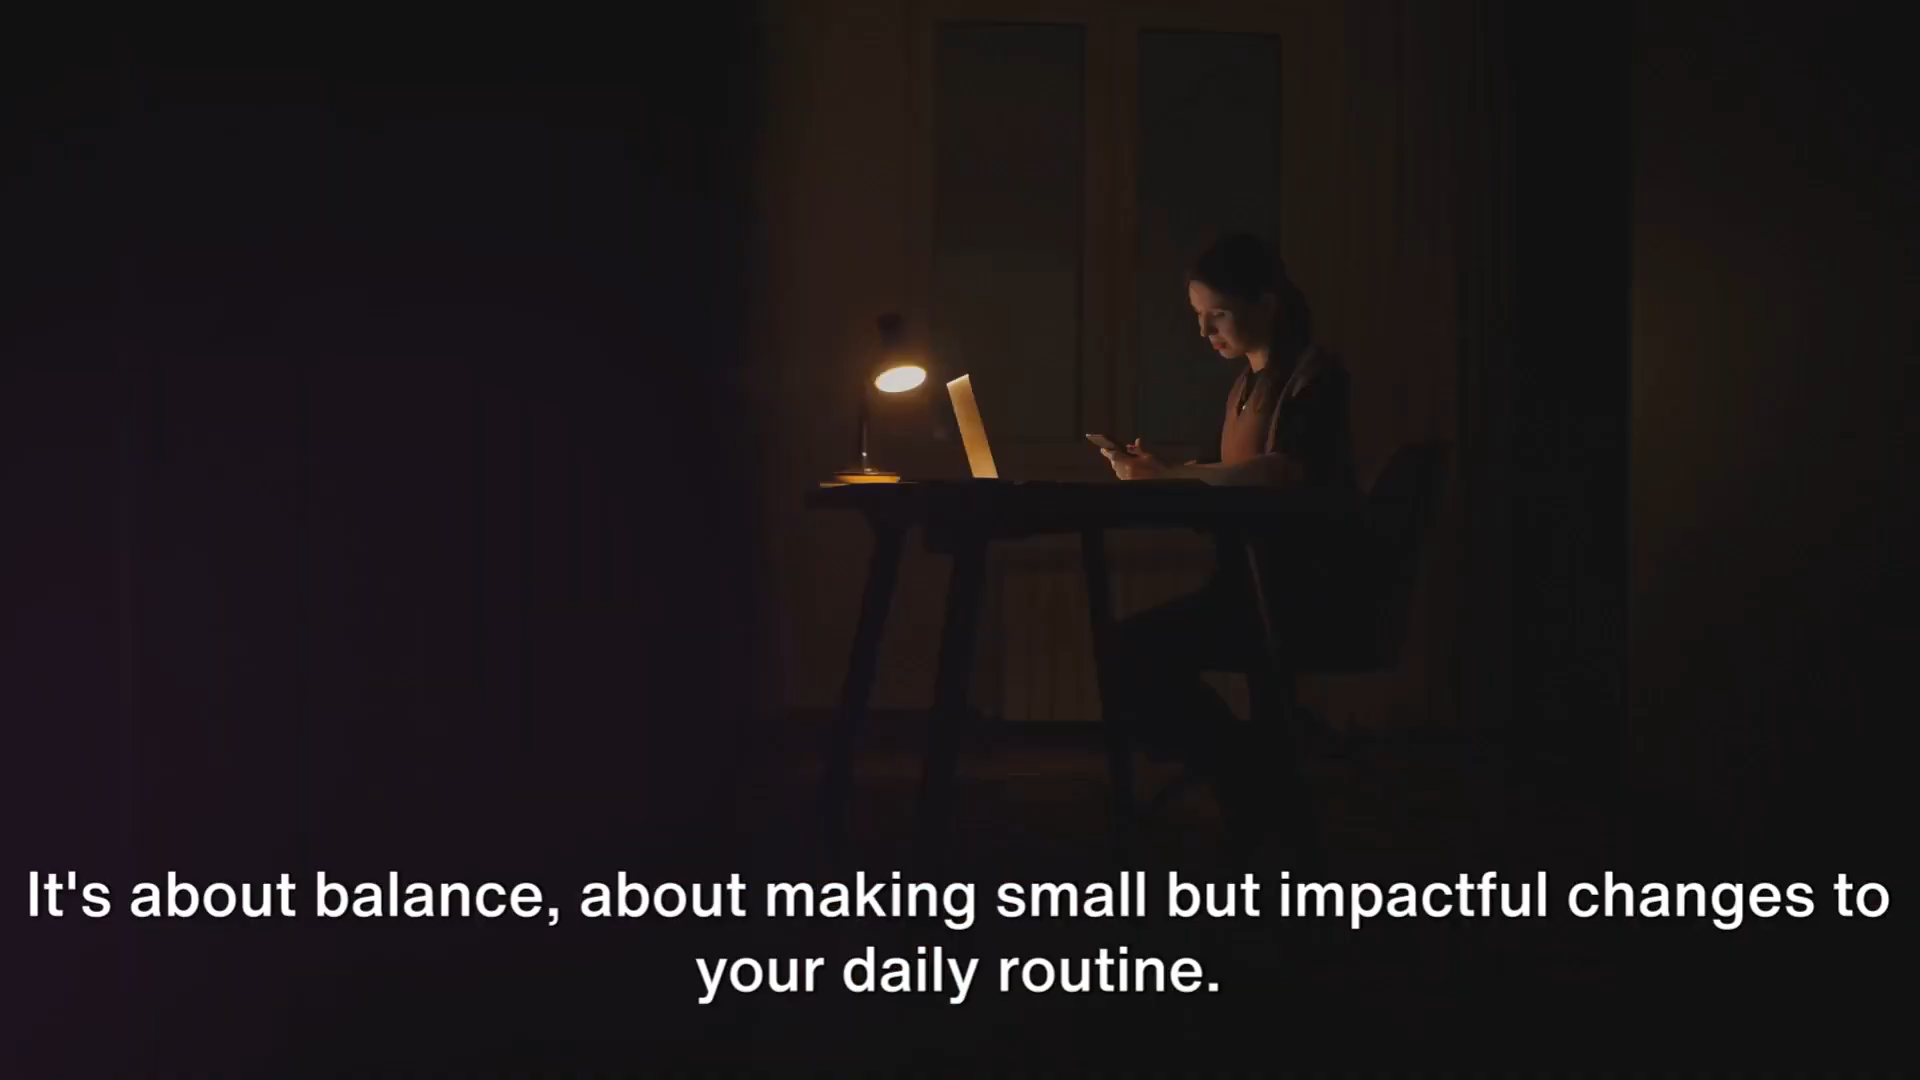 It's about balance, about making small but impactful changes to
your daily routine.